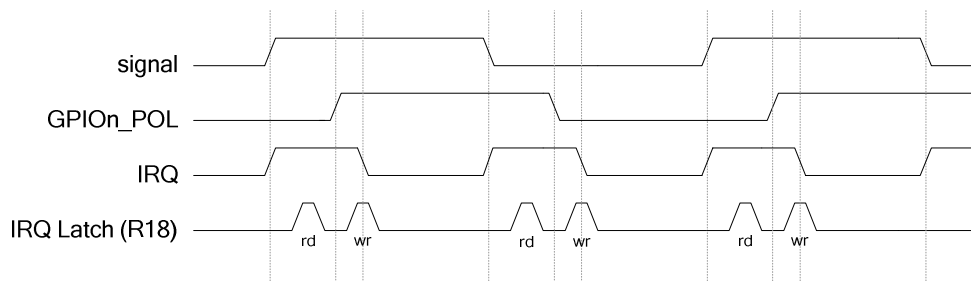 signal
GPIOn_POL
IRQ
IRQ Latch (R18)
rd wr rd wr rd wr